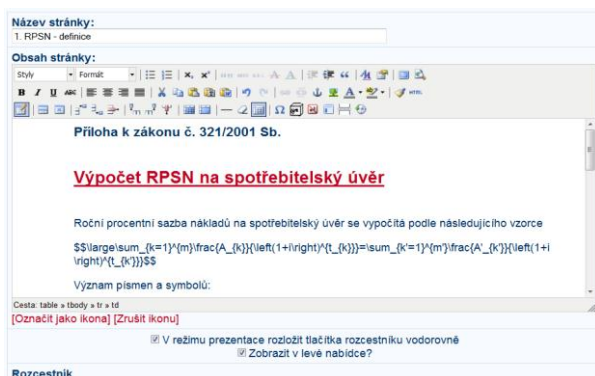 Název stránky:
1. RPSN - definice
Obsah stránky:
Styly Formát
B I U ABC
HTML
Příloha k zákonu č. 321/2001 Sb.
Výpočet RPSN na spotřebitelský úvěr
Roční procentní sazba nákladů na spotřebitelský úvěr se vypočítá podle následujícího vzorce
$$\large\sum_{k=1}^{m}\frac{A_{k}}{\left(1+i\right)^{t_{k}}}=\sum_{k'=1}^{m'}\frac{A'_{k'}}{\left(1+i
\right)^{t_{k'}}}$$
Význam písmen a symbolů:
Cesta: table » tbody » tr » td
[Označit jako ikona] [Zrušit ikonu]
V režimu prezentace rozložit tlačítka rozcestníku vodorovně
Zobrazit v levé nabídce?
Rozcestník